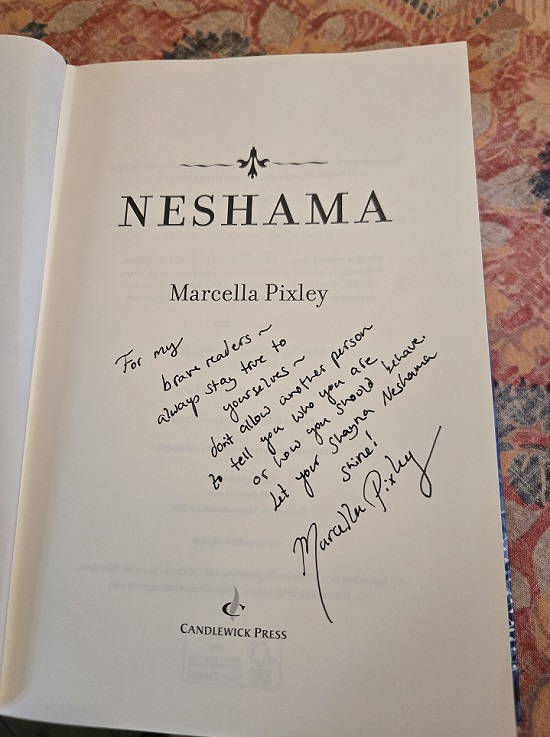 NESHAMA
Marcella Pixley
For my
brave readers ~
always stay true to
yourselves ~
don't allow another person
to tell you who you are
or how you should behave.
Let your Shayna Neshama
shine!
Marcella Pixley
CANDLEWICK PRESS